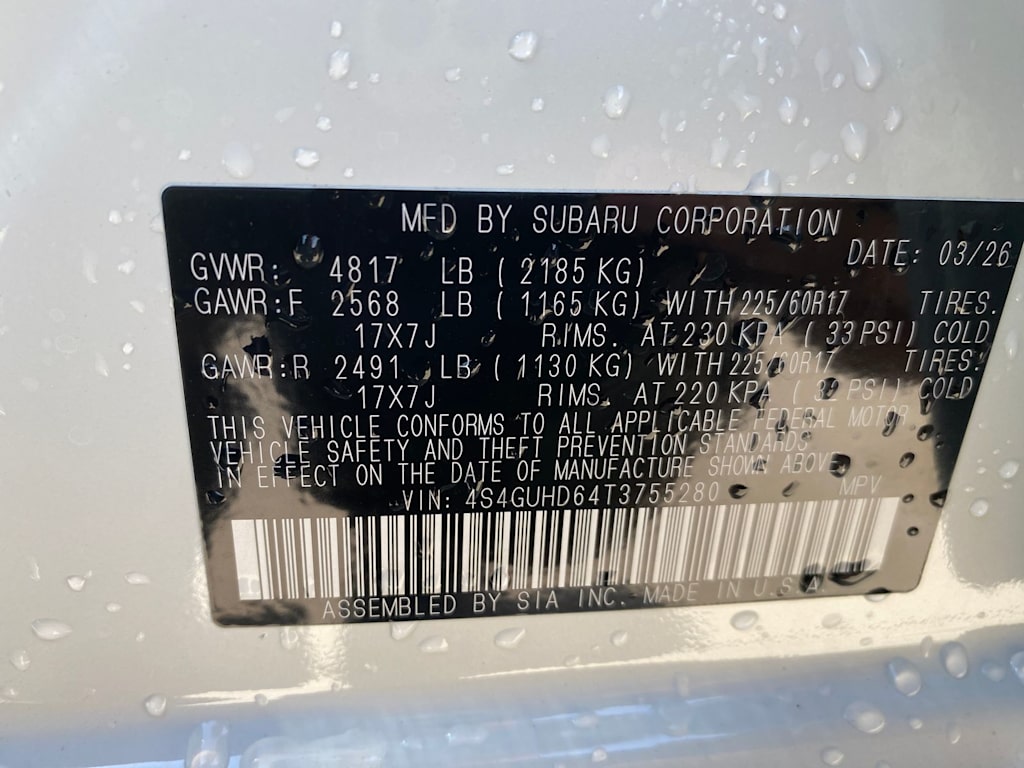 MFD BY SUBARU CORPORATION
DATE: 03/26
GVWR: 4817 LB ( 2185 KG)
GAWR:F 2568 LB ( 1165 KG) WITH 225/60R17 TIRES.
17X7J RIMS. AT 230 KPA ( 33 PSI) COLD
GAWR:R 2491 LB ( 1130 KG) WITH 225/60R17 TIRES:
17X7J RIMS. AT 220 KPA ( PSI) COLD
THIS VEHICLE CONFORMS TO ALL APPLICABLE FEDERAL MOTOR
VEHICLE SAFETY AND THEFT PREVENTION STANDARDS
IN EFFECT ON THE DATE OF MANUFACTURE SHOWN ABOVE
VIN: 4S4GUHD64T3755280 MPV
ASSEMBLED BY SIA INC. MADE IN U.S.A.